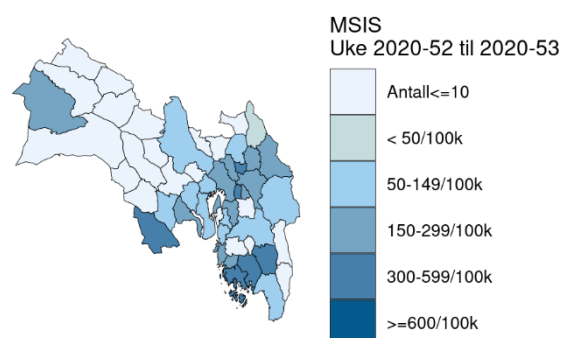 MSIS
Uke 2020-52 til 2020-53
Antall<=10
< 50/100k
50-149/100k
150-299/100k
300-599/100k
>=600/100k